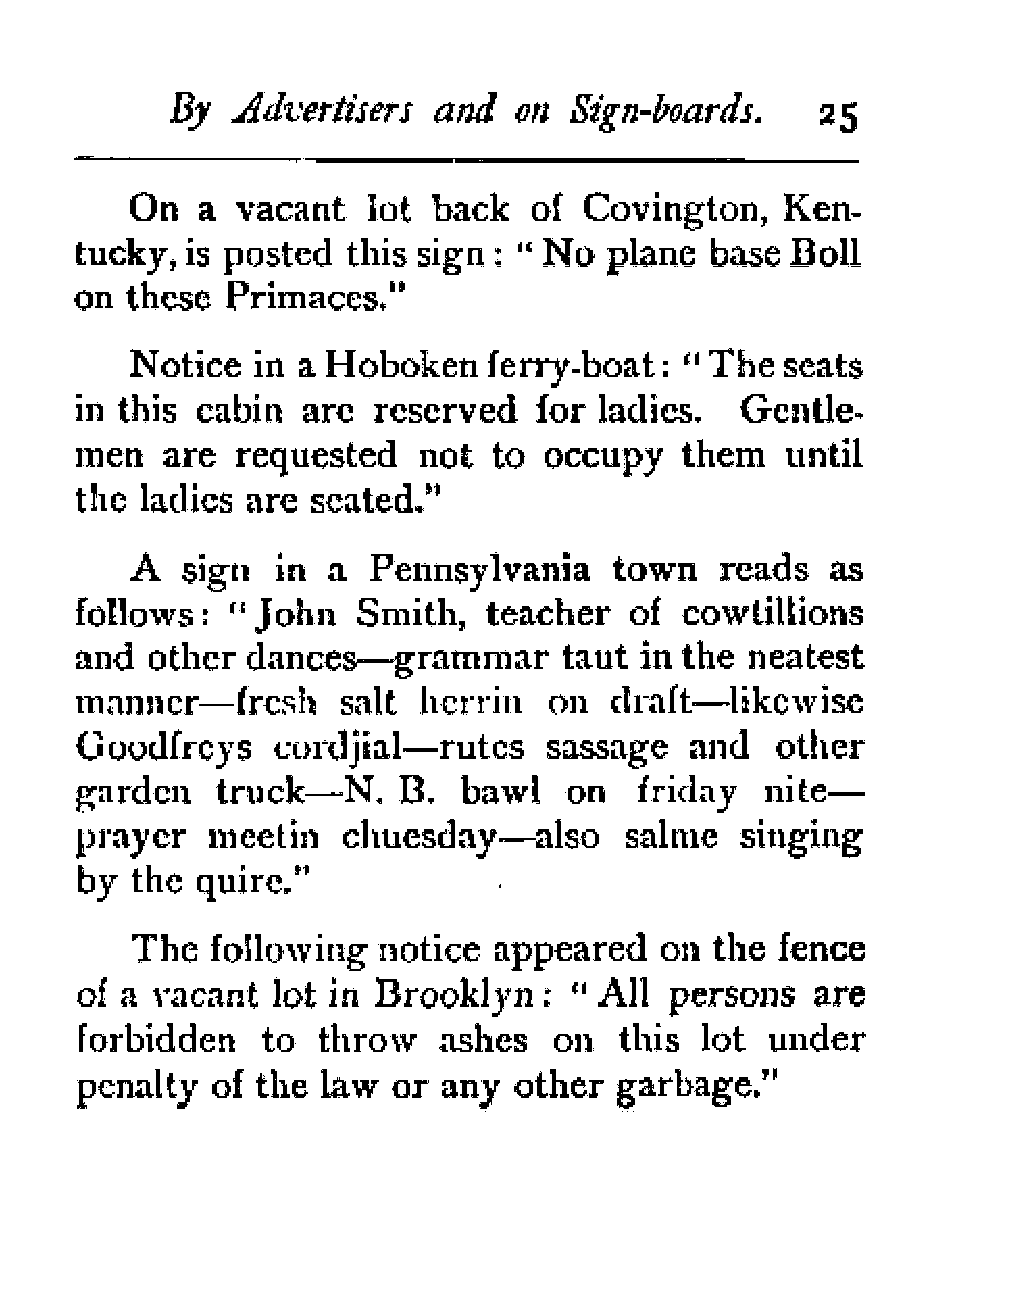 By Advertisers and on Sign-boards. 25
On a vacant lot back of Covington, Ken-
tucky, is posted this sign: "No plane base Boll
on these Primaces."
Notice in a Hoboken ferry-boat: "The seats
in this cabin are reserved for ladies. Gentle-
men are requested not to occupy them until
the ladies are seated."
A sign in a Pennsylvania town reads as
follows: "John Smith, teacher of cowtillions
and other dances—grammar taut in the neatest
manner—fresh salt herrin on draft—likewise
Goodfreys cordjial—rutes sassage and other
garden truck—N. B. bawl on friday nite—
prayer meetin chuesday—also salme singing
by the quire."
The following notice appeared on the fence
of a vacant lot in Brooklyn: "All persons are
forbidden to throw ashes on this lot under
penalty of the law or any other garbage."